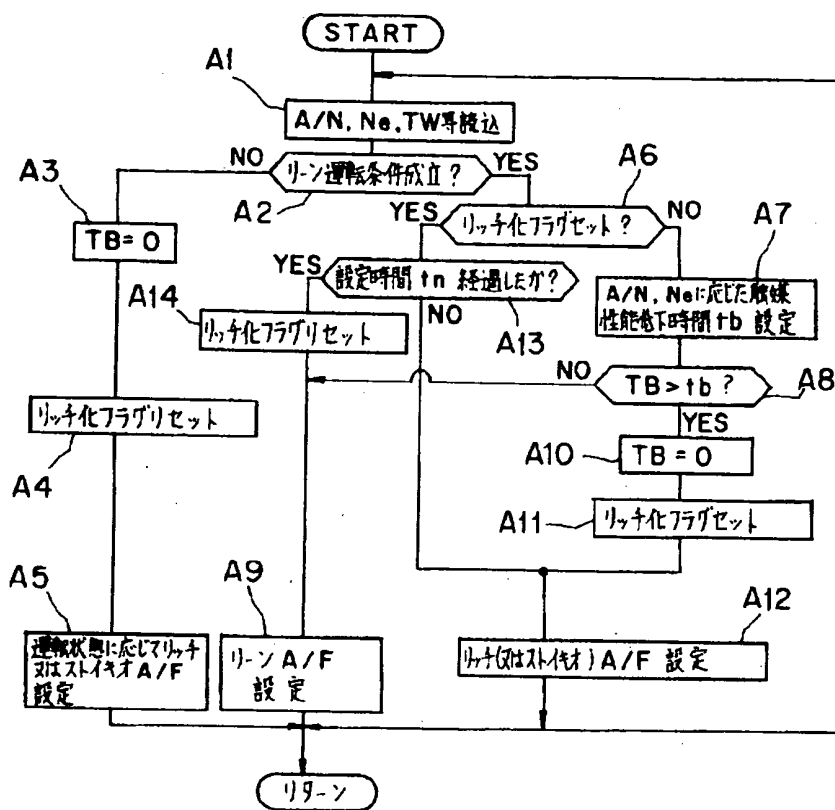 START
A1
A/N, Ne, TW等読込
NO
リーン運転条件成立?
YES
A2
A3
TB=0
A6
YES
リッチ化フラグセット?
NO
A7
A/N, Neに応じた触媒
性能低下時間tb 設定
YES
設定時間 tn 経過したか?
A13
NO
A14
リッチ化フラグリセット
NO
TB>tb?
A8
YES
A10
TB=0
リッチ化フラグリセット
A4
A11
リッチ化フラグセット
A5
運転状態に応じてリッチ
又はストイキオ A/F
設定
A9
リーン A/F
設定
A12
リッチ(又はストイキオ) A/F 設定
リターン